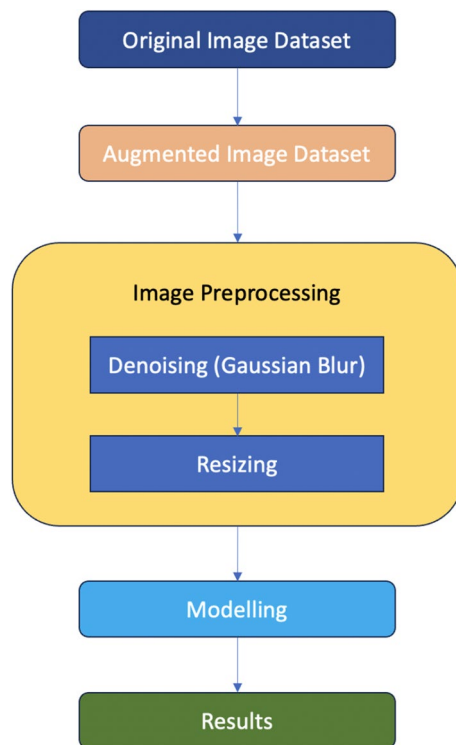 Original Image Dataset
Augmented Image Dataset
Image Preprocessing
Denoising (Gaussian Blur)
Resizing
Modelling
Results